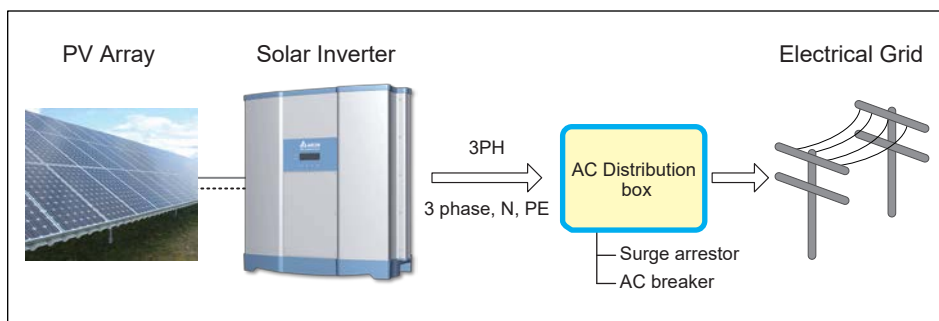 PV Array
Solar Inverter
Electrical Grid
3PH
3 phase, N, PE
AC Distribution
box
Surge arrestor
AC breaker